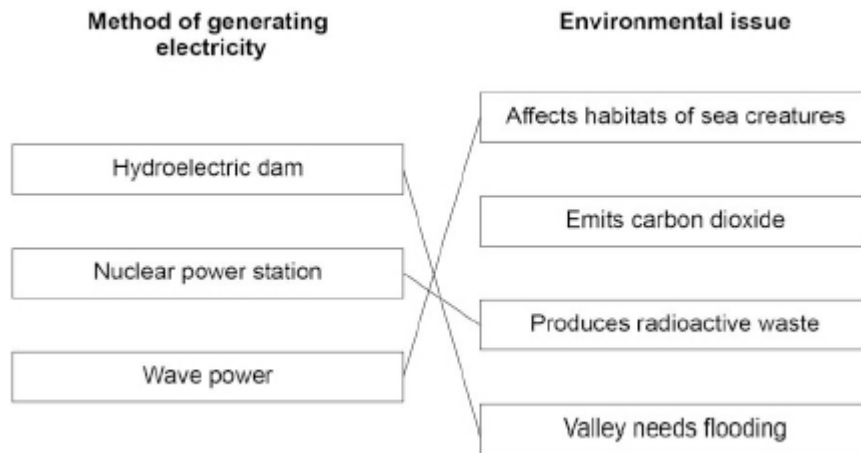 Method of generating
electricity
Environmental issue
Hydroelectric dam
Nuclear power station
Wave power
Affects habitats of sea creatures
Emits carbon dioxide
Produces radioactive waste
Valley needs flooding